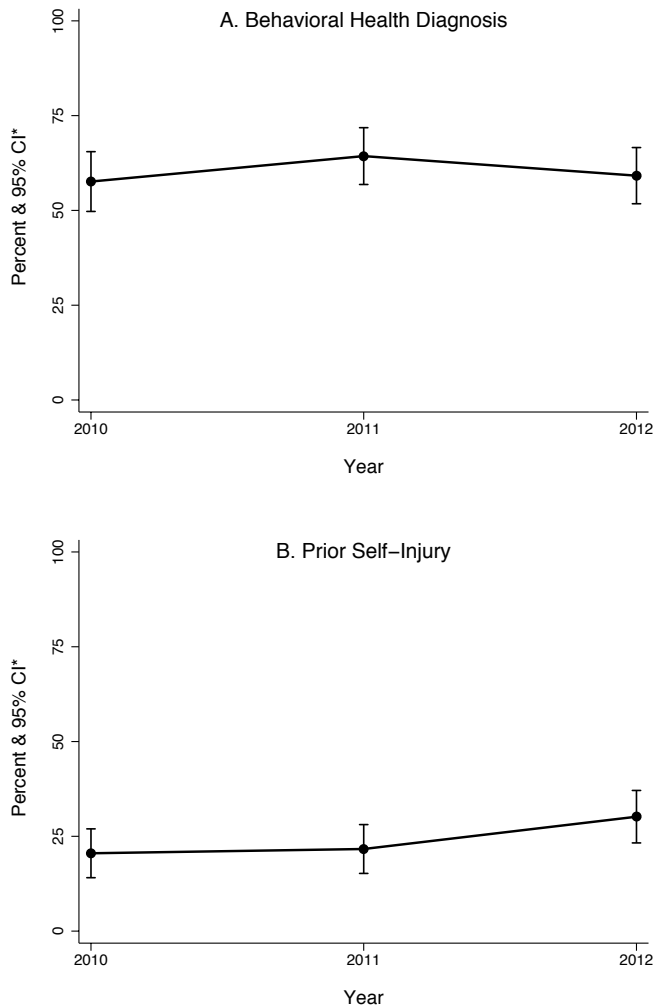 A. Behavioral Health Diagnosis
100
75
50
25
0
Percent & 95% CI*
2010 2011 2012
Year
B. Prior Self−Injury
100
75
50
25
0
Percent & 95% CI*
2010 2011 2012
Year